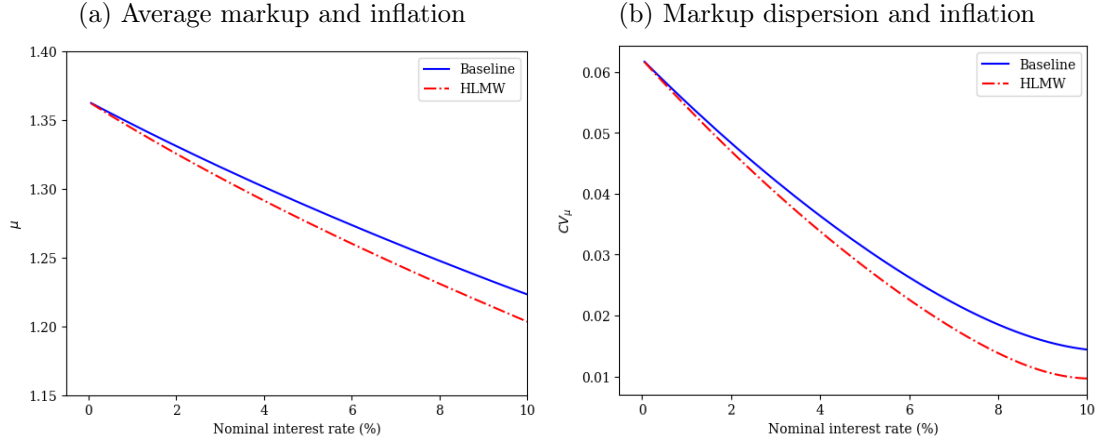 (a) Average markup and inflation
1.40
1.35
1.30
1.25
1.20
1.15
μ
0 2 4 6 8 10
Nominal interest rate (%)
Baseline
HLMW
(b) Markup dispersion and inflation
0.06
0.05
0.04
0.03
0.02
0.01
CVμ
0 2 4 6 8 10
Nominal interest rate (%)
Baseline
HLMW